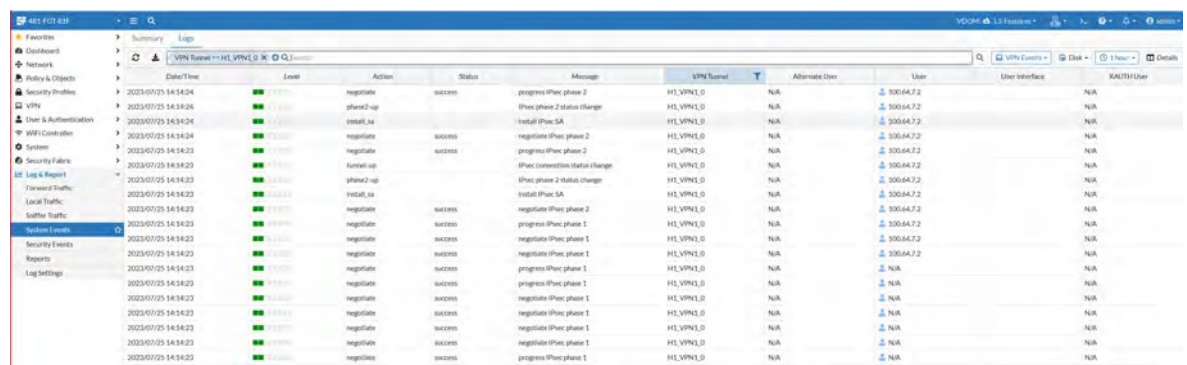 461-FGT-81F
VDOM: L3-Features
admin
Favorites
Dashboard
Network
Policy & Objects
Security Profiles
VPN
User & Authentication
WiFi Controller
System
Security Fabric
Log & Report
Forward Traffic
Local Traffic
Sniffer Traffic
System Events
Security Events
Reports
Log Settings
Summary Logs
VPN Tunnel == H1_VPN1_0 Search
VPN Events Disk 1 hour Details
Date/Time Level Action Status Message VPN Tunnel Alternate User User User Interface XAUTH User
2023/07/25 14:14:24 negotiate success progress IPsec phase 2 H1_VPN1_0 N/A 100.64.7.2 N/A
2023/07/25 14:14:24 phase2-up IPsec phase 2 status change H1_VPN1_0 N/A 100.64.7.2 N/A
2023/07/25 14:14:24 install_sa install IPsec SA H1_VPN1_0 N/A 100.64.7.2 N/A
2023/07/25 14:14:24 negotiate success negotiate IPsec phase 2 H1_VPN1_0 N/A 100.64.7.2 N/A
2023/07/25 14:14:23 negotiate success progress IPsec phase 2 H1_VPN1_0 N/A 100.64.7.2 N/A
2023/07/25 14:14:23 tunnel-up IPsec connection status change H1_VPN1_0 N/A 100.64.7.2 N/A
2023/07/25 14:14:23 phase2-up IPsec phase 2 status change H1_VPN1_0 N/A 100.64.7.2 N/A
2023/07/25 14:14:23 install_sa install IPsec SA H1_VPN1_0 N/A 100.64.7.2 N/A
2023/07/25 14:14:23 negotiate success negotiate IPsec phase 2 H1_VPN1_0 N/A 100.64.7.2 N/A
2023/07/25 14:14:23 negotiate success progress IPsec phase 1 H1_VPN1_0 N/A 100.64.7.2 N/A
2023/07/25 14:14:23 negotiate success negotiate IPsec phase 1 H1_VPN1_0 N/A 100.64.7.2 N/A
2023/07/25 14:14:23 negotiate success negotiate IPsec phase 1 H1_VPN1_0 N/A 100.64.7.2 N/A
2023/07/25 14:14:23 negotiate success progress IPsec phase 1 H1_VPN1_0 N/A N/A N/A
2023/07/25 14:14:23 negotiate success progress IPsec phase 1 H1_VPN1_0 N/A N/A N/A
2023/07/25 14:14:23 negotiate success negotiate IPsec phase 1 H1_VPN1_0 N/A N/A N/A
2023/07/25 14:14:23 negotiate success negotiate IPsec phase 1 H1_VPN1_0 N/A N/A N/A
2023/07/25 14:14:23 negotiate success negotiate IPsec phase 1 H1_VPN1_0 N/A N/A N/A
2023/07/25 14:14:23 negotiate success negotiate IPsec phase 1 H1_VPN1_0 N/A N/A N/A
2023/07/25 14:14:23 negotiate success progress IPsec phase 1 H1_VPN1_0 N/A N/A N/A